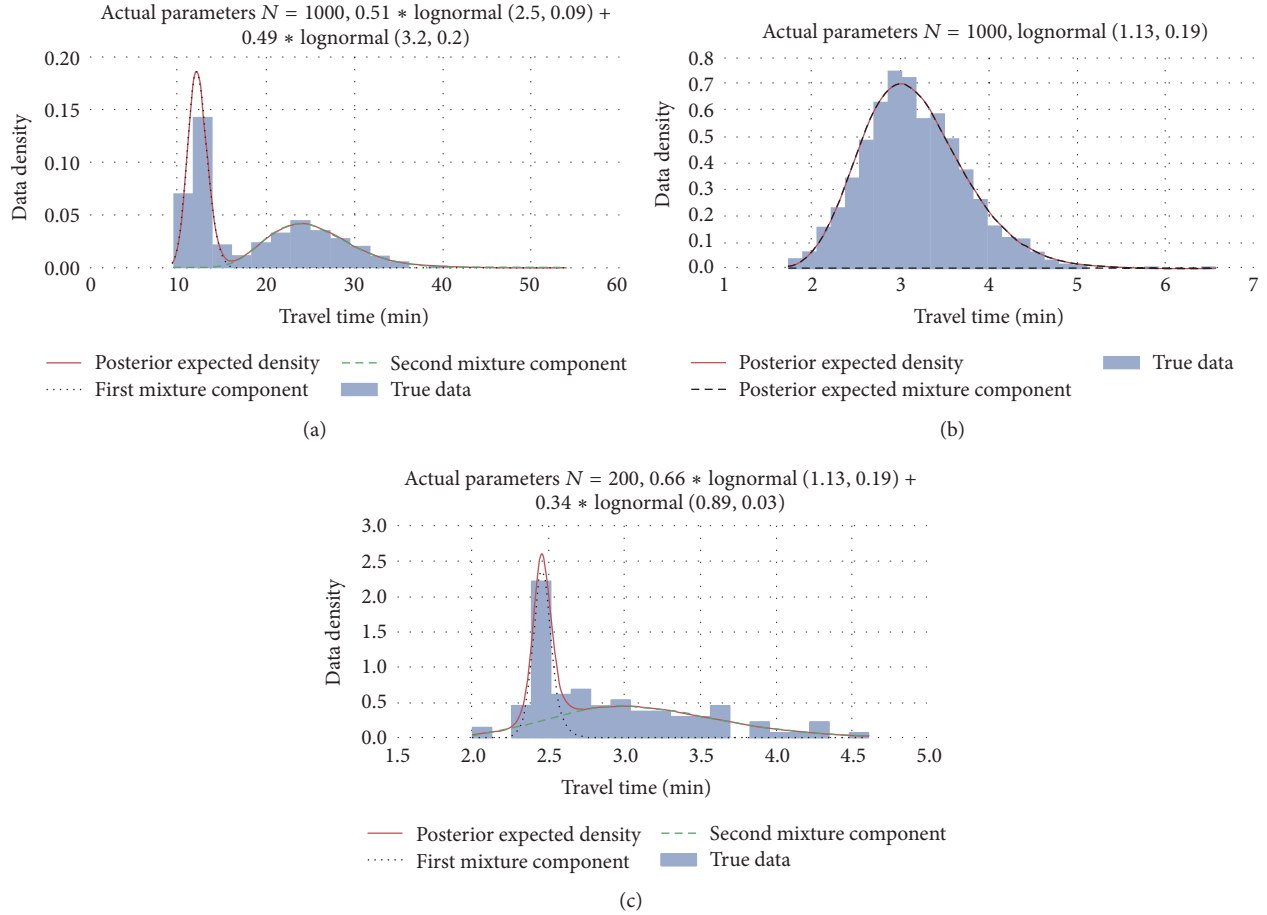 Actual parameters N = 1000, 0.51 * lognormal (2.5, 0.09) +
0.49 * lognormal (3.2, 0.2)
0.20
0.15
0.10
0.05
0.00
Data density
0 10 20 30 40 50 60
Travel time (min)
Posterior expected density
First mixture component
Second mixture component
True data
(a)
Actual parameters N = 1000, lognormal (1.13, 0.19)
0.8
0.7
0.6
0.5
0.4
0.3
0.2
0.1
0.0
Data density
1 2 3 4 5 6 7
Travel time (min)
Posterior expected density
Posterior expected mixture component
True data
(b)
Actual parameters N = 200, 0.66 * lognormal (1.13, 0.19) +
0.34 * lognormal (0.89, 0.03)
3.0
2.5
2.0
1.5
1.0
0.5
0.0
Data density
1.5 2.0 2.5 3.0 3.5 4.0 4.5 5.0
Travel time (min)
Posterior expected density
First mixture component
Second mixture component
True data
(c)